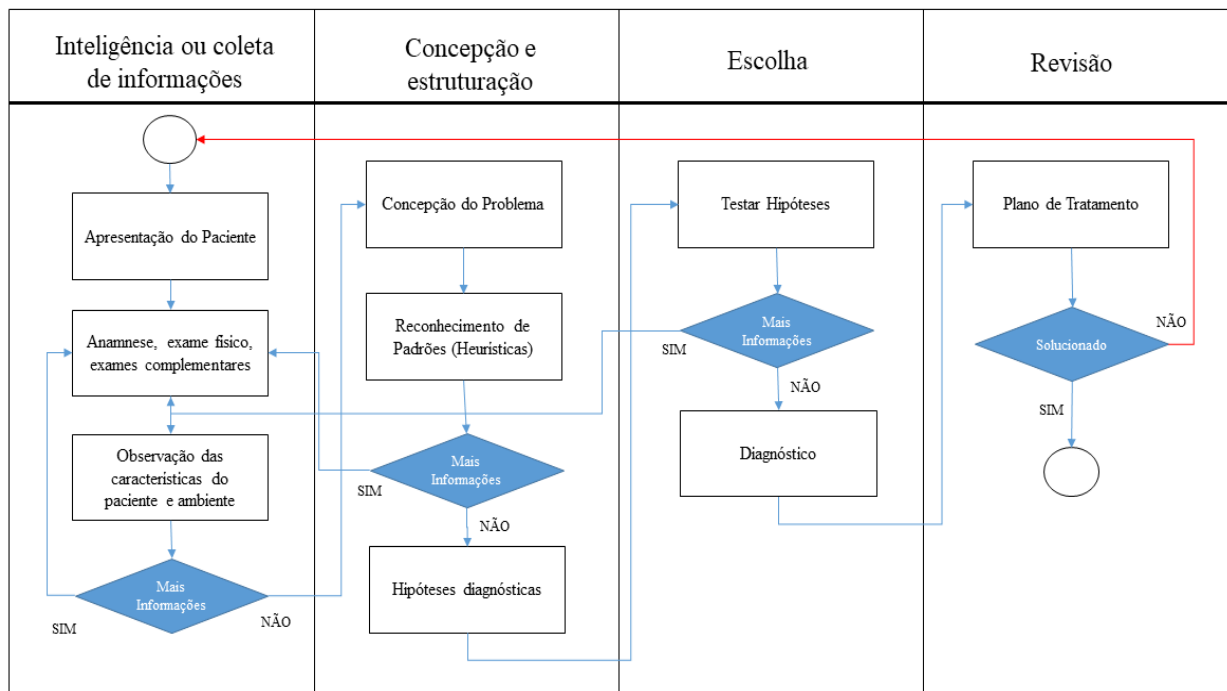 Inteligência ou coleta
de informações
Concepção e
estruturação
Escolha
Revisão
Apresentação do Paciente
Anamnese, exame físico,
exames complementares
Observação das
características do
paciente e ambiente
Mais
Informações
SIM
NÃO
Concepção do Problema
Reconhecimento de
Padrões (Heurísticas)
Mais
Informações
SIM
NÃO
Hipóteses diagnósticas
Testar Hipóteses
Mais
Informações
SIM
NÃO
Diagnóstico
Plano de Tratamento
Solucionado
NÃO
SIM